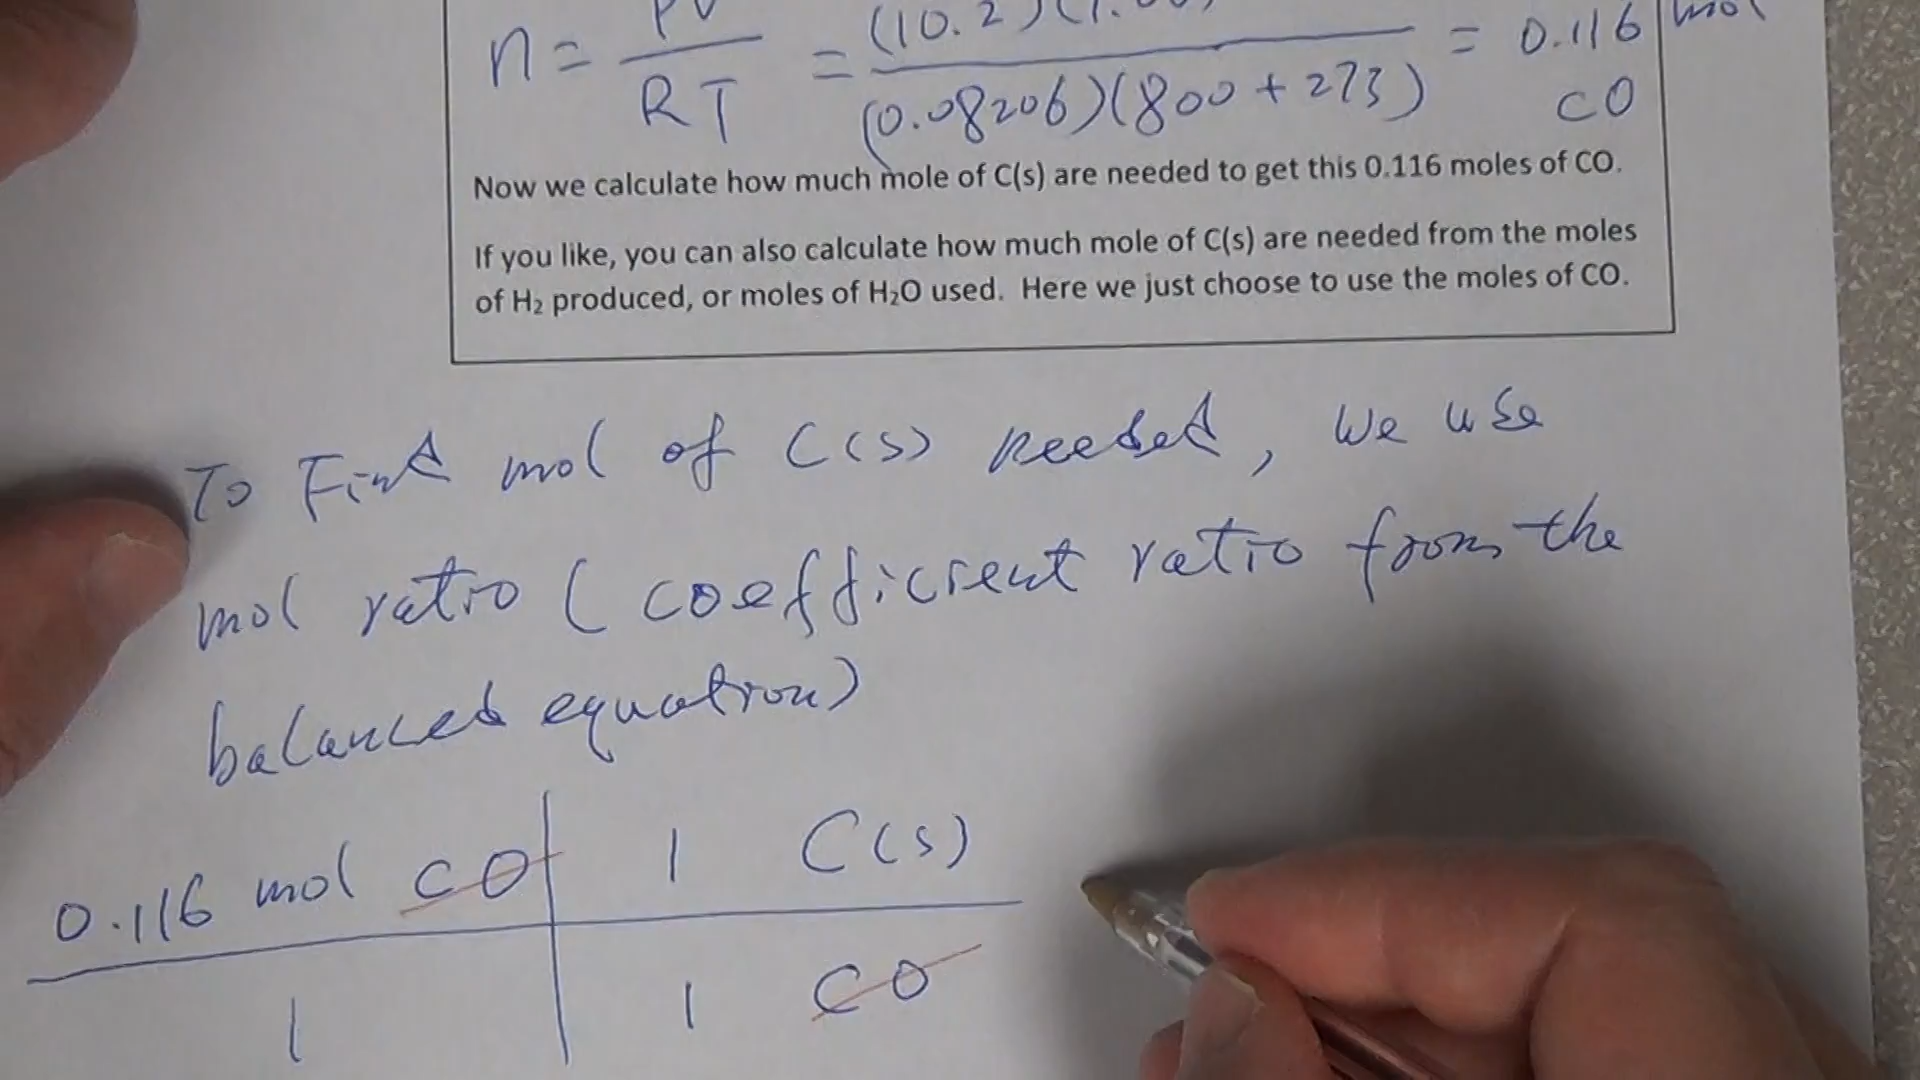 n = PV / RT = (10.2)(1.00) / (0.08206)(800 + 273) = 0.116 mol
CO
Now we calculate how much mole of C(s) are needed to get this 0.116 moles of CO.
If you like, you can also calculate how much mole of C(s) are needed from the moles
of H₂ produced, or moles of H₂O used. Here we just choose to use the moles of CO.
To Find mol of C(s) needed, we use
mol ratio (coefficient ratio from the
balanced equation)
0.116 mol CO 1 C(s)
1 1 CO